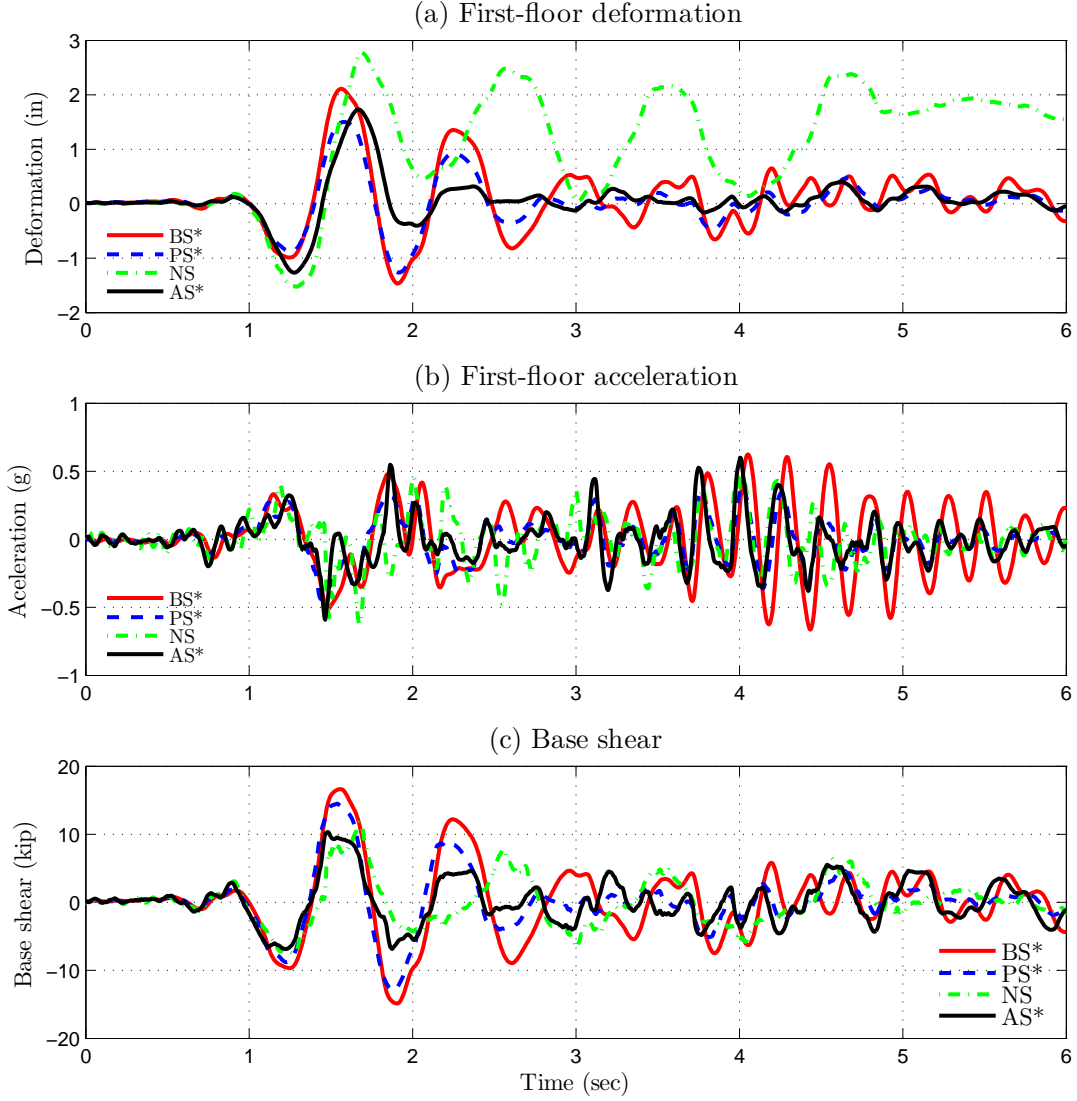 (a) First-floor deformation
3
2
1
0
−1
−2
Deformation (in)
BS*
PS*
NS
AS*
0 1 2 3 4 5 6
(b) First-floor acceleration
1
0.5
0
−0.5
−1
Acceleration (g)
BS*
PS*
NS
AS*
0 1 2 3 4 5 6
(c) Base shear
20
10
0
−10
−20
Base shear (kip)
BS*
PS*
NS
AS*
0 1 2 3 4 5 6
Time (sec)